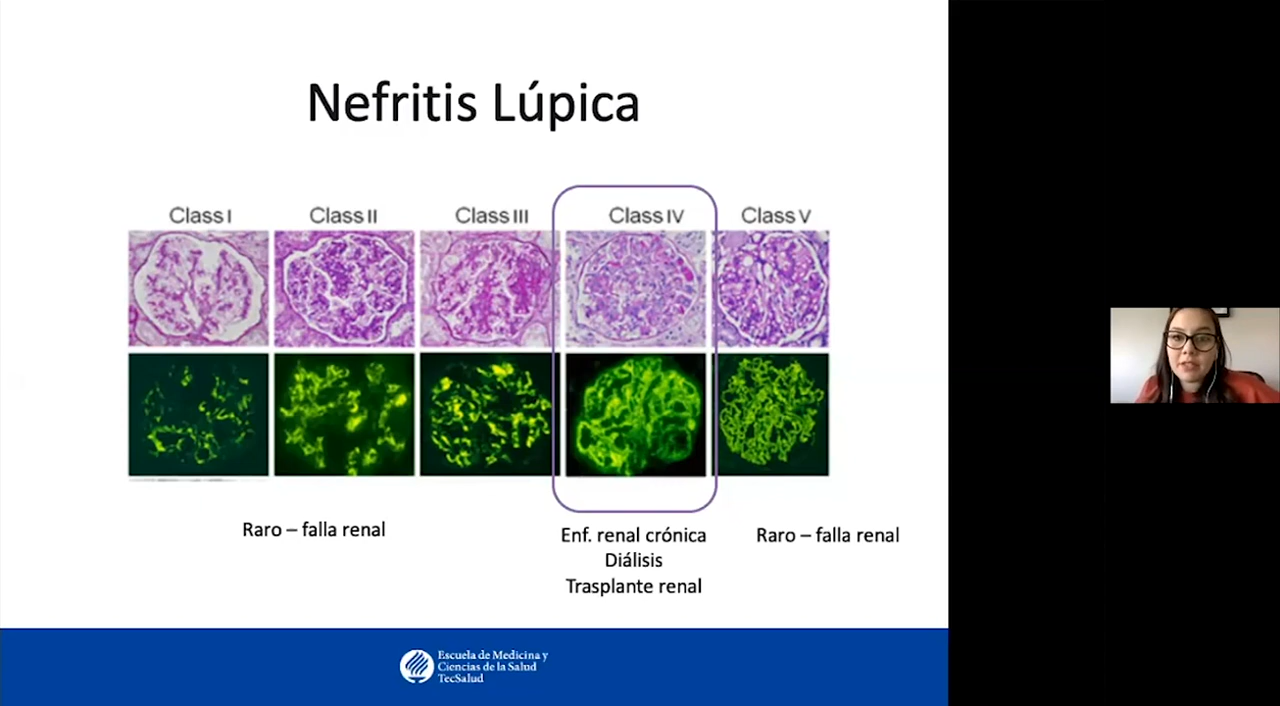 Nefritis Lúpica
Class I Class II Class III Class IV Class V
Raro – falla renal
Enf. renal crónica
Diálisis
Trasplante renal
Raro – falla renal
Escuela de Medicina y
Ciencias de la Salud
TecSalud